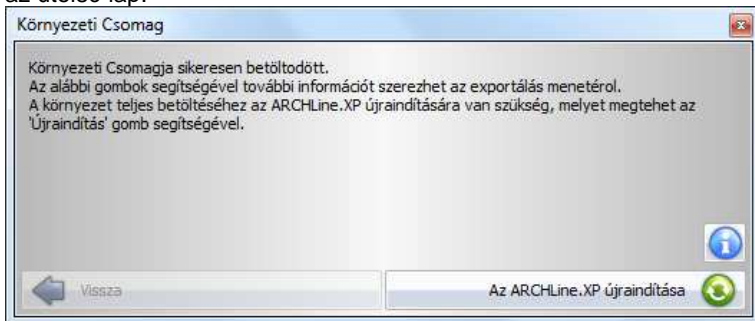 az utolsó lap:
Környezeti Csomag
Környezeti Csomagja sikeresen betöltodött.
Az alábbi gombok segítségével további információt szerezhet az exportálás menetérol.
A környezet teljes betöltéséhez az ARCHLine.XP újraindítására van szükség, melyet megtehet az
'Újraindítás' gomb segítségével.
Vissza
Az ARCHLine.XP újraindítása